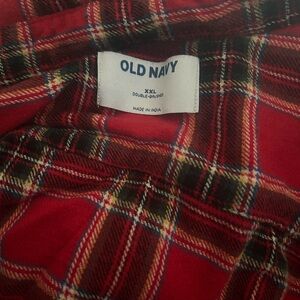 OLD NAVY
XXL
DOUBLE-BRUSHED
MADE IN INDIA